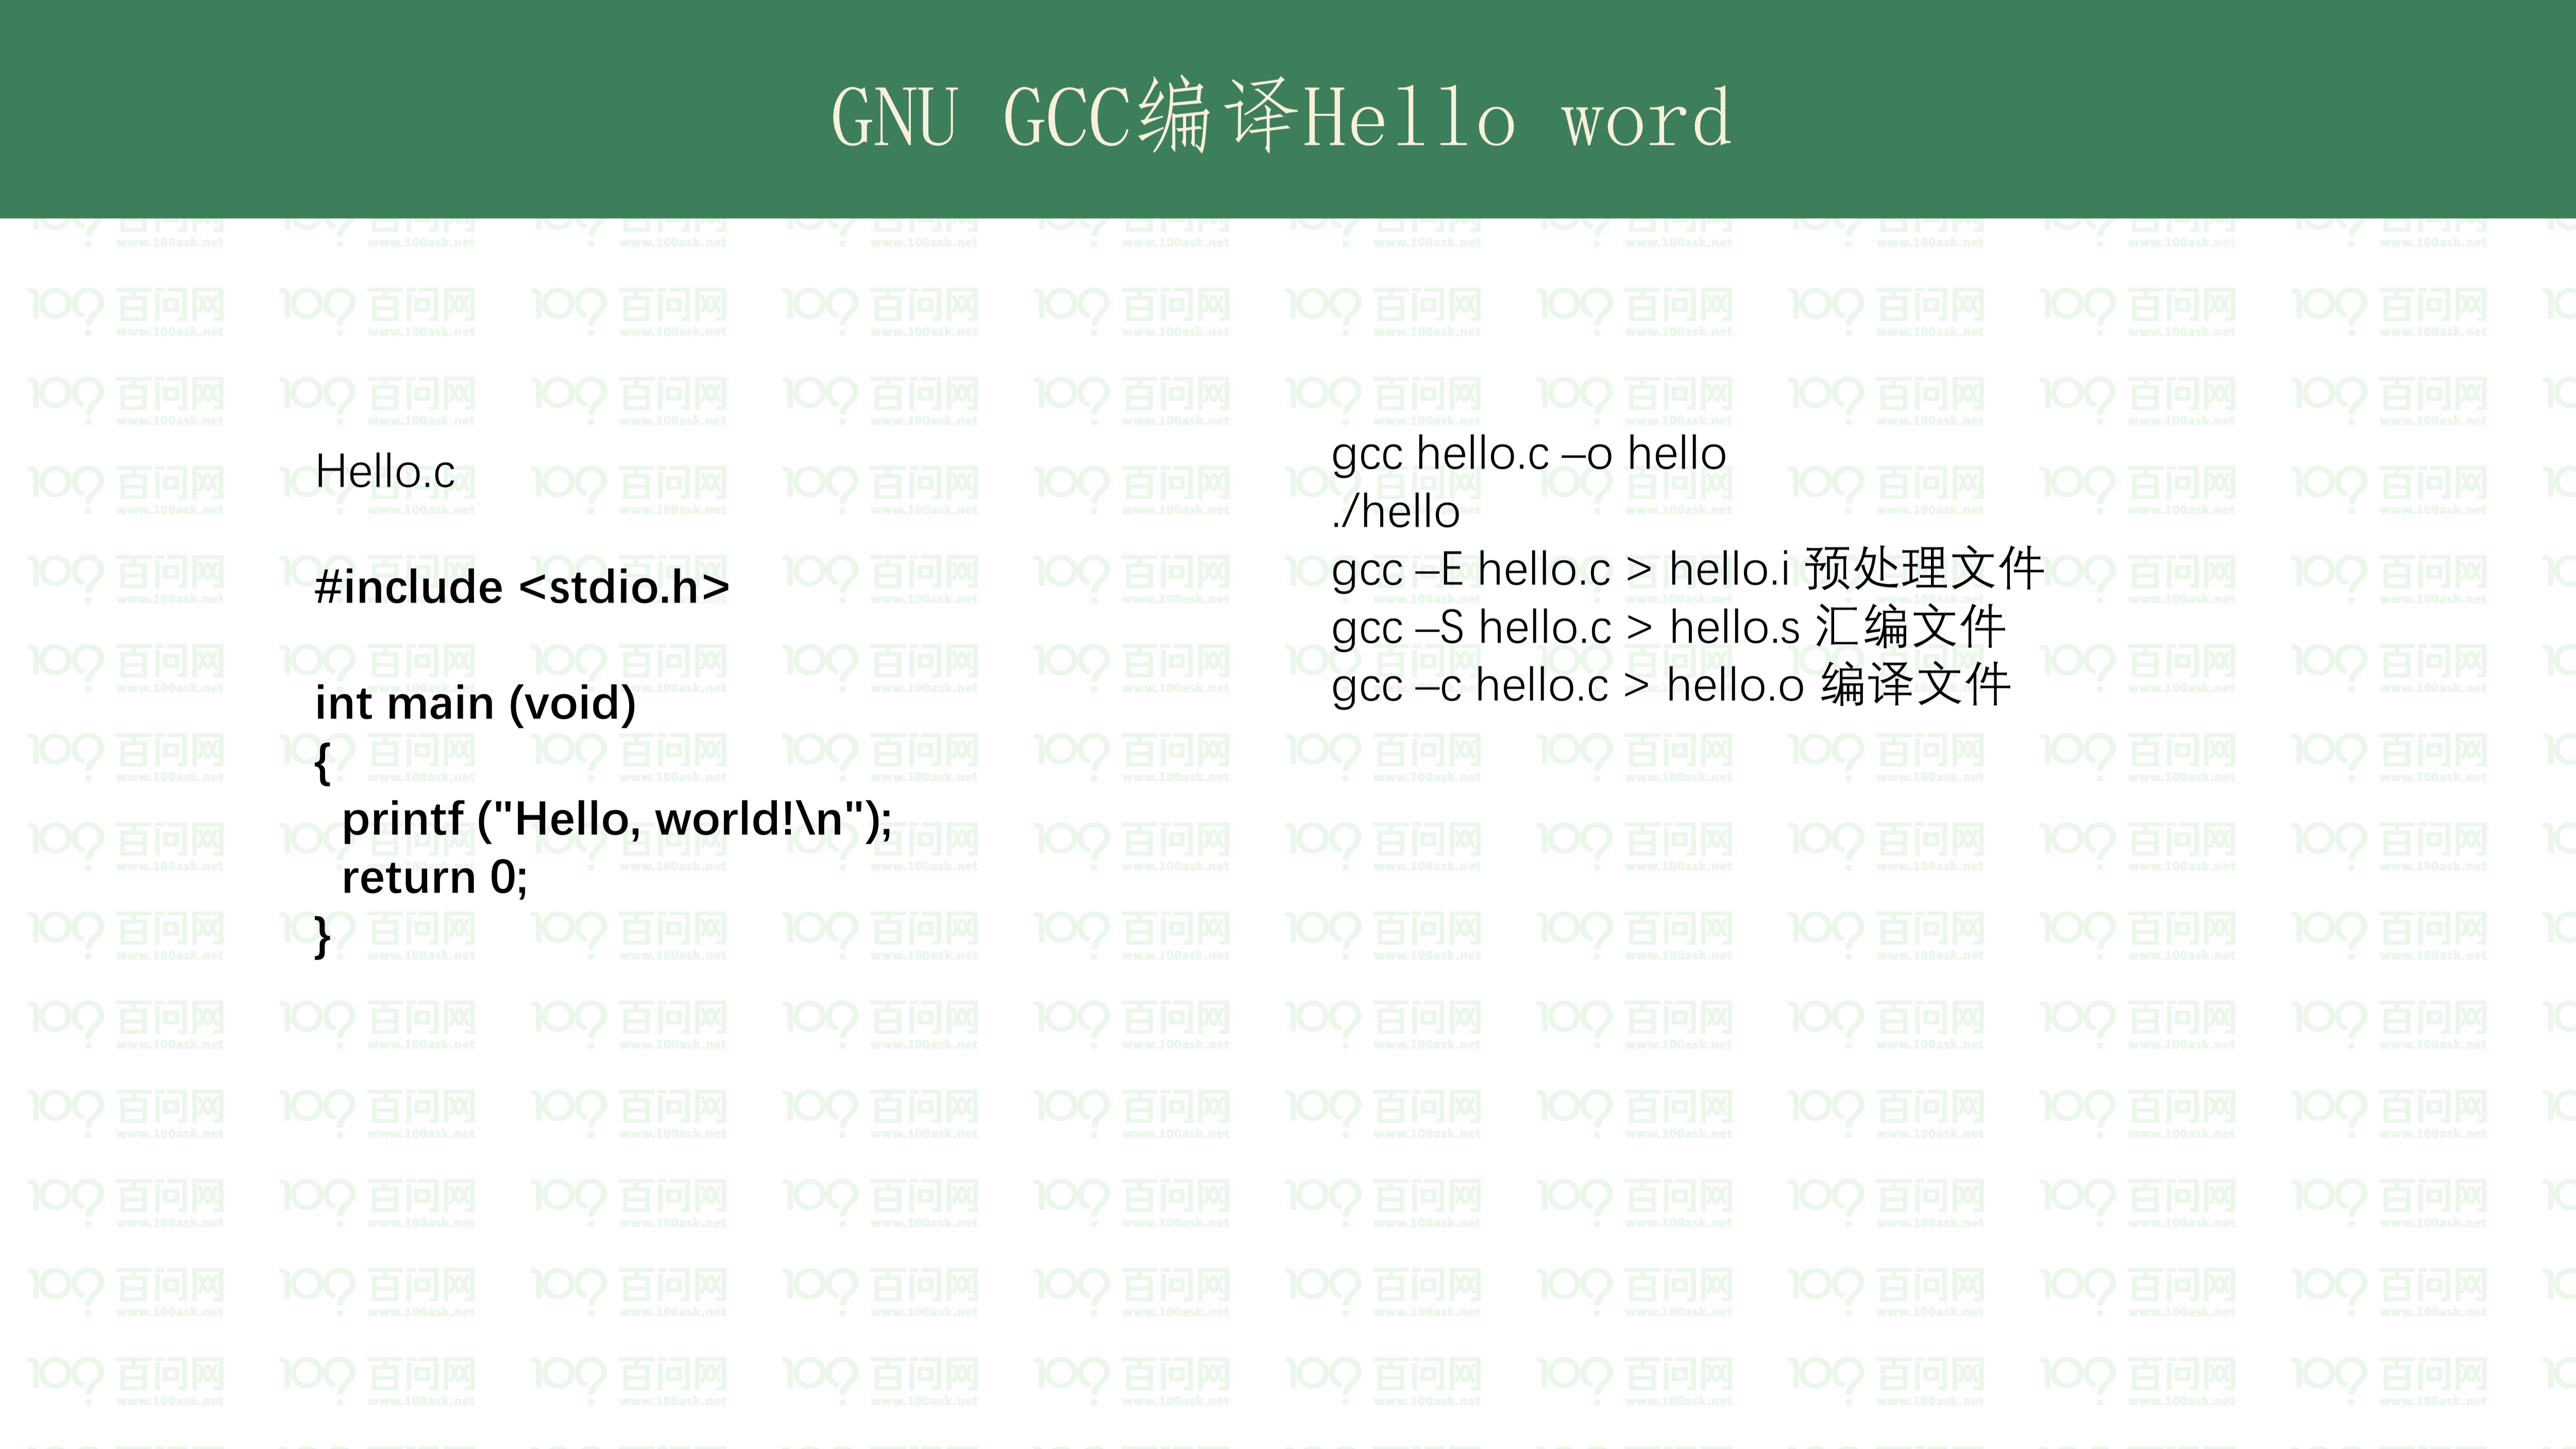 GNU GCC编译Hello word
Hello.c
#include <stdio.h>
int main (void)
{
printf ("Hello, world!\n");
return 0;
}
gcc hello.c –o hello
./hello
gcc –E hello.c > hello.i 预处理文件
gcc –S hello.c > hello.s 汇编文件
gcc –c hello.c > hello.o 编译文件
百问网
www.100ask.net